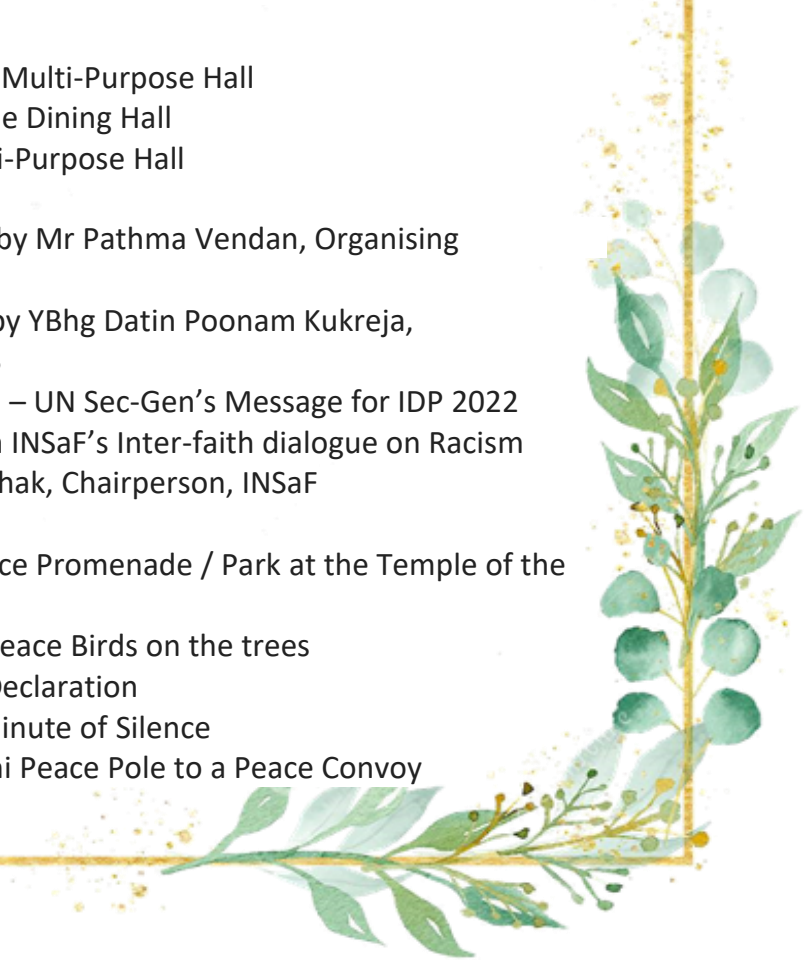 Multi-Purpose Hall
e Dining Hall
i-Purpose Hall
by Mr Pathma Vendan, Organising
by YBhg Datin Poonam Kukreja,
– UN Sec-Gen’s Message for IDP 2022
INSaF’s Inter-faith dialogue on Racism
hak, Chairperson, INSaF
ce Promenade / Park at the Temple of the
eace Birds on the trees
Declaration
inute of Silence
i Peace Pole to a Peace Convoy